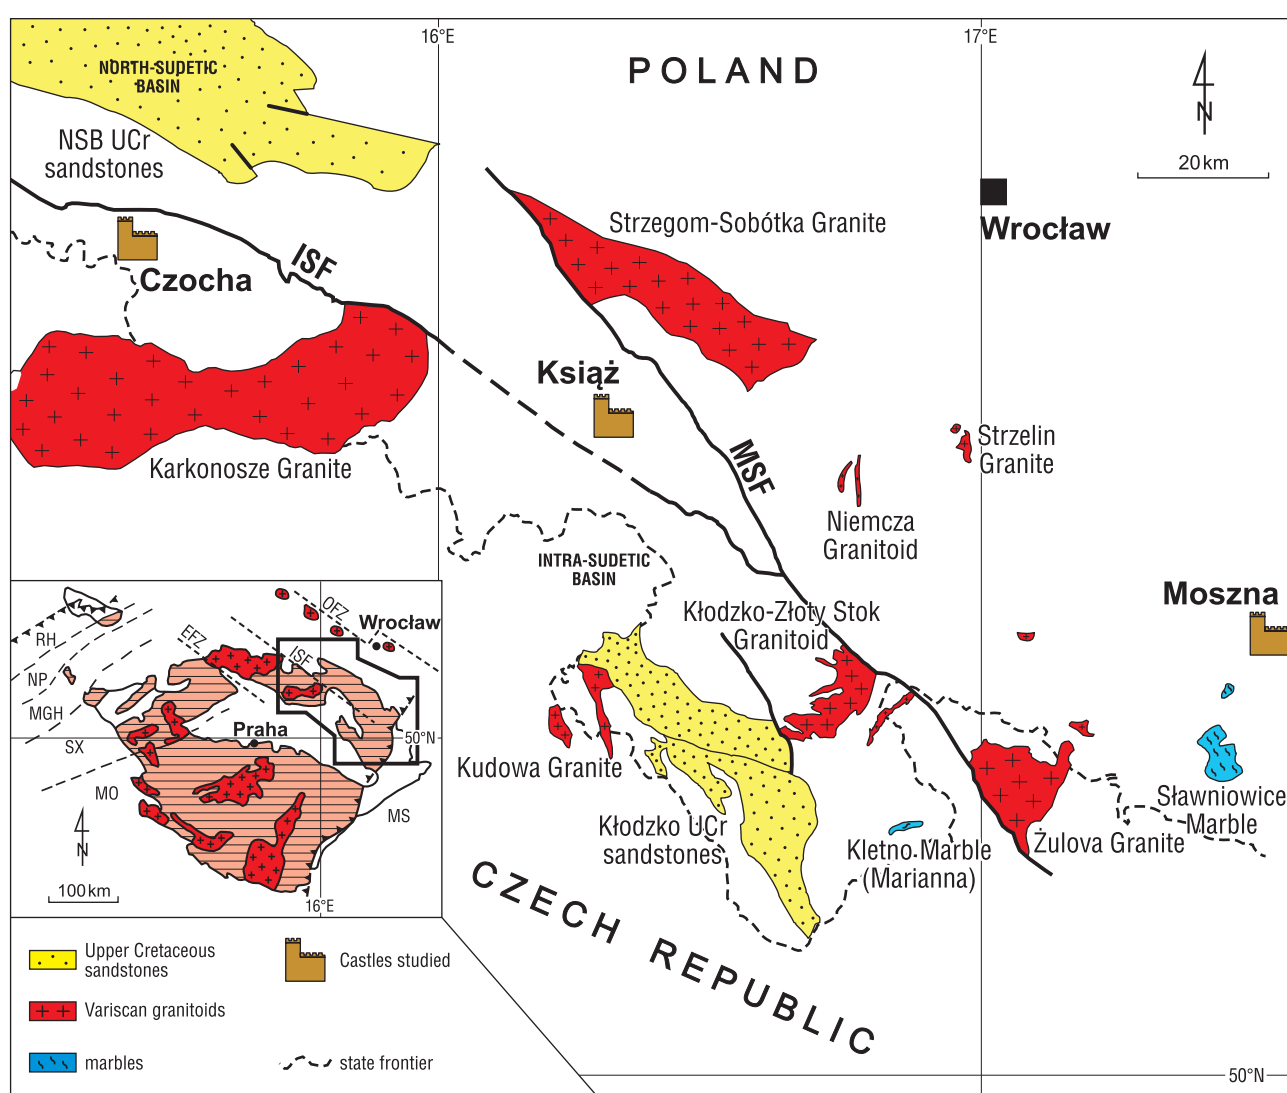 16°E
17°E
POLAND
NORTH-SUDETIC
BASIN
NSB UCr
sandstones
N
20 km
Wrocław
Strzegom-Sobótka Granite
ISF
Czocha
Książ
Karkonosze Granite
MSF
Strzelin
Granite
Niemcza
Granitoid
INTRA-SUDETIC
BASIN
Moszna
Kłodzko-Złoty Stok
Granitoid
Kudowa Granite
Kłodzko UCr
sandstones
Kletno Marble
(Marianna)
Żulova Granite
Sławniowice
Marble
CZECH REPUBLIC
50°N
RH
NP
MGH
SX
MO
EFZ
ISF
OFZ
Wrocław
Praha
50°N
MS
N
100 km
16°E
Upper Cretaceous
sandstones
Castles studied
Variscan granitoids
marbles
state frontier